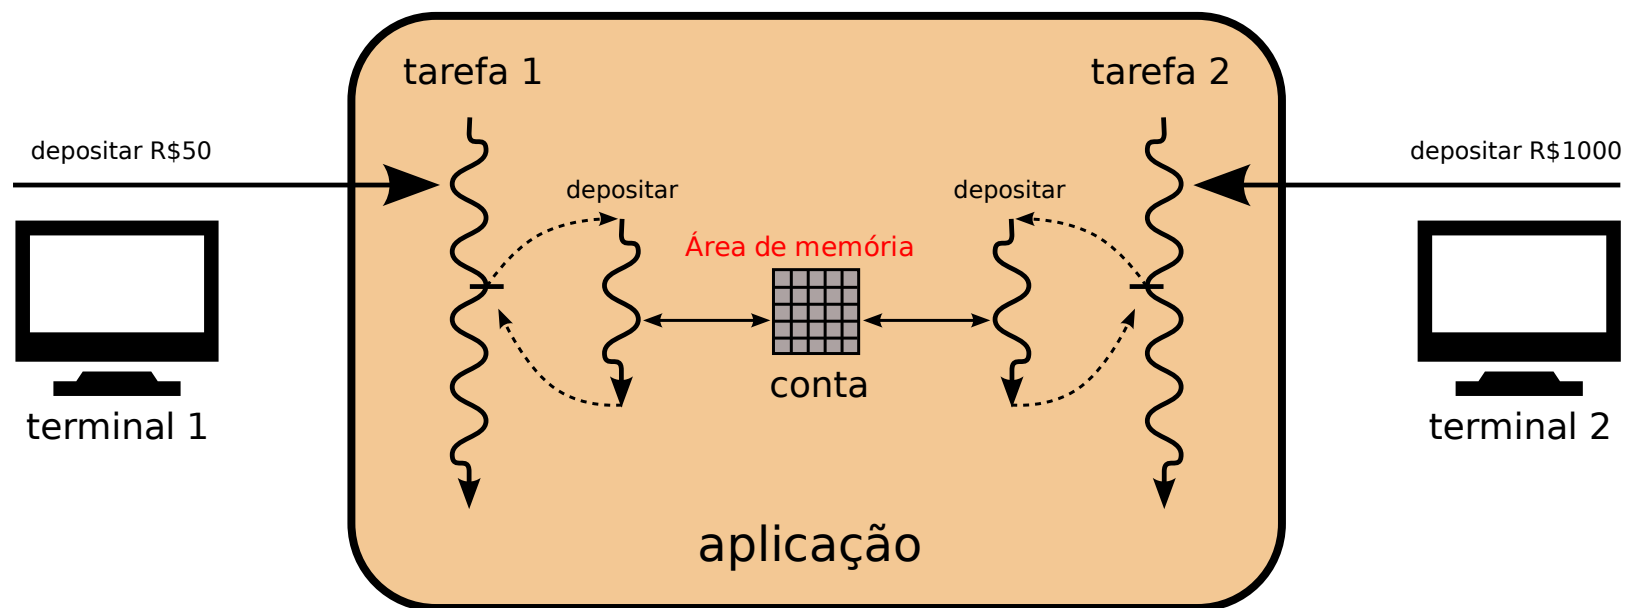 tarefa 1
tarefa 2
depositar R$50
depositar R$1000
depositar
depositar
Área de memória
conta
terminal 1
terminal 2
aplicação